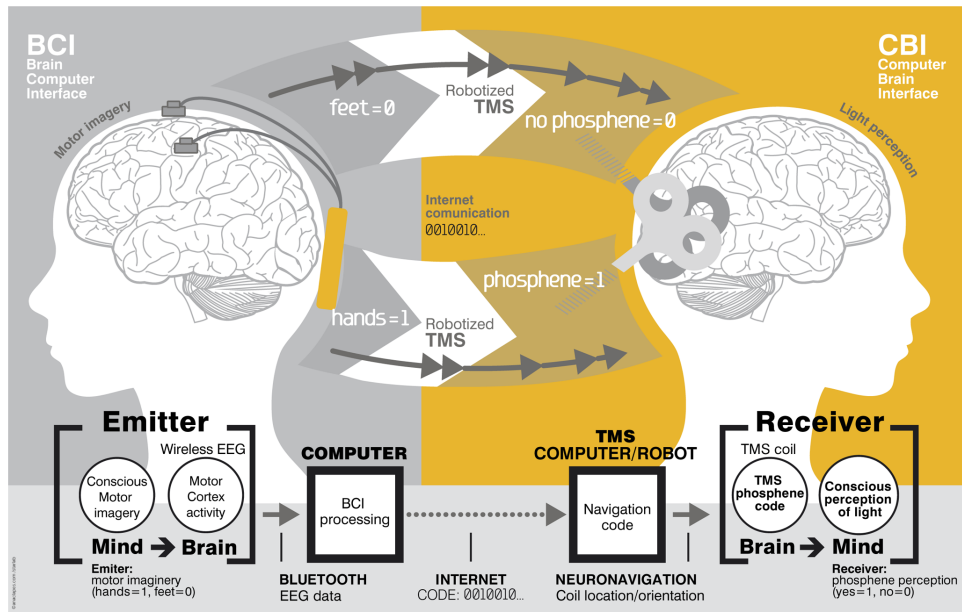 BCI
Brain
Computer
Interface
CBI
Computer
Brain
Interface
Motor imagery
Light perception
feet=0
Robotized
TMS
no phosphene=0
Internet
comunication
0010010...
phosphene=1
hands=1
Robotized
TMS
Emitter
Wireless EEG
Conscious
Motor
imagery
Motor
Cortex
activity
Mind
Brain
Emiter:
motor imaginery
(hands=1, feet=0)
COMPUTER
BCI
processing
BLUETOOTH
EEG data
INTERNET
CODE: 0010010...
TMS
COMPUTER/ROBOT
Navigation
code
NEURONAVIGATION
Coil location/orientation
Receiver
TMS coil
TMS
phosphene
code
Conscious
perception
of light
Brain
Mind
Receiver:
phosphene perception
(yes=1, no=0)